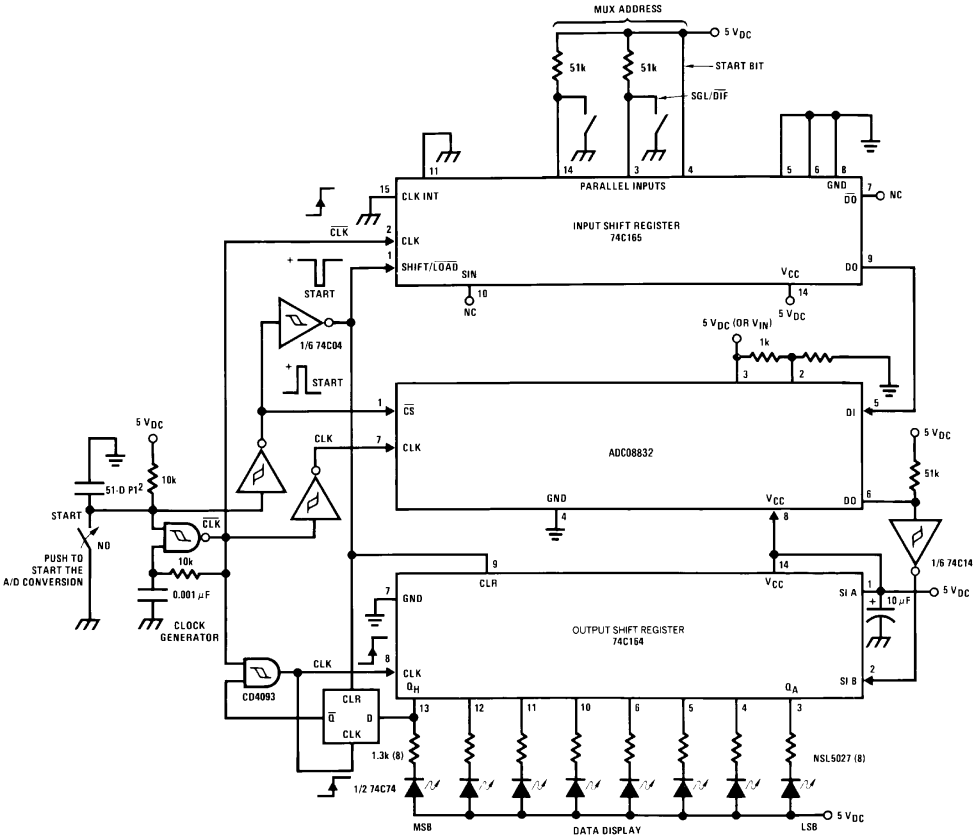 MUX ADDRESS
5 VDC
51k
51k
START BIT
SGL/DIF
11
14
3
4
5
6
8
PARALLEL INPUTS
GND
15
CLK INT
DO
7
NC
INPUT SHIFT REGISTER
74C165
CLK
2
CLK
1
SHIFT/LOAD
SIN
VCC
DO
9
+
START
10
NC
14
5 VDC
1/6 74C04
5 VDC (OR VIN)
1k
+
START
3
2
1
CS
DI
5
CLK
7
CLK
ADC08832
5 VDC
51k
5 VDC
10k
51-D P1²
GND
4
VCC
8
DO
6
START
CLK
NO
PUSH TO
START THE
A/D CONVERSION
10k
0.001 µF
CLOCK
GENERATOR
1/6 74C14
9
CLR
14
VCC
SI A
1
5 VDC
+
10 µF
7
GND
OUTPUT SHIFT REGISTER
74C164
CLK
8
CLK
SI B
2
QH
QA
CD4093
CLR
Q
D
CLK
13
12
11
10
6
5
4
3
1.3k (8)
NSL5027 (8)
1/2 74C74
5 VDC
MSB
DATA DISPLAY
LSB